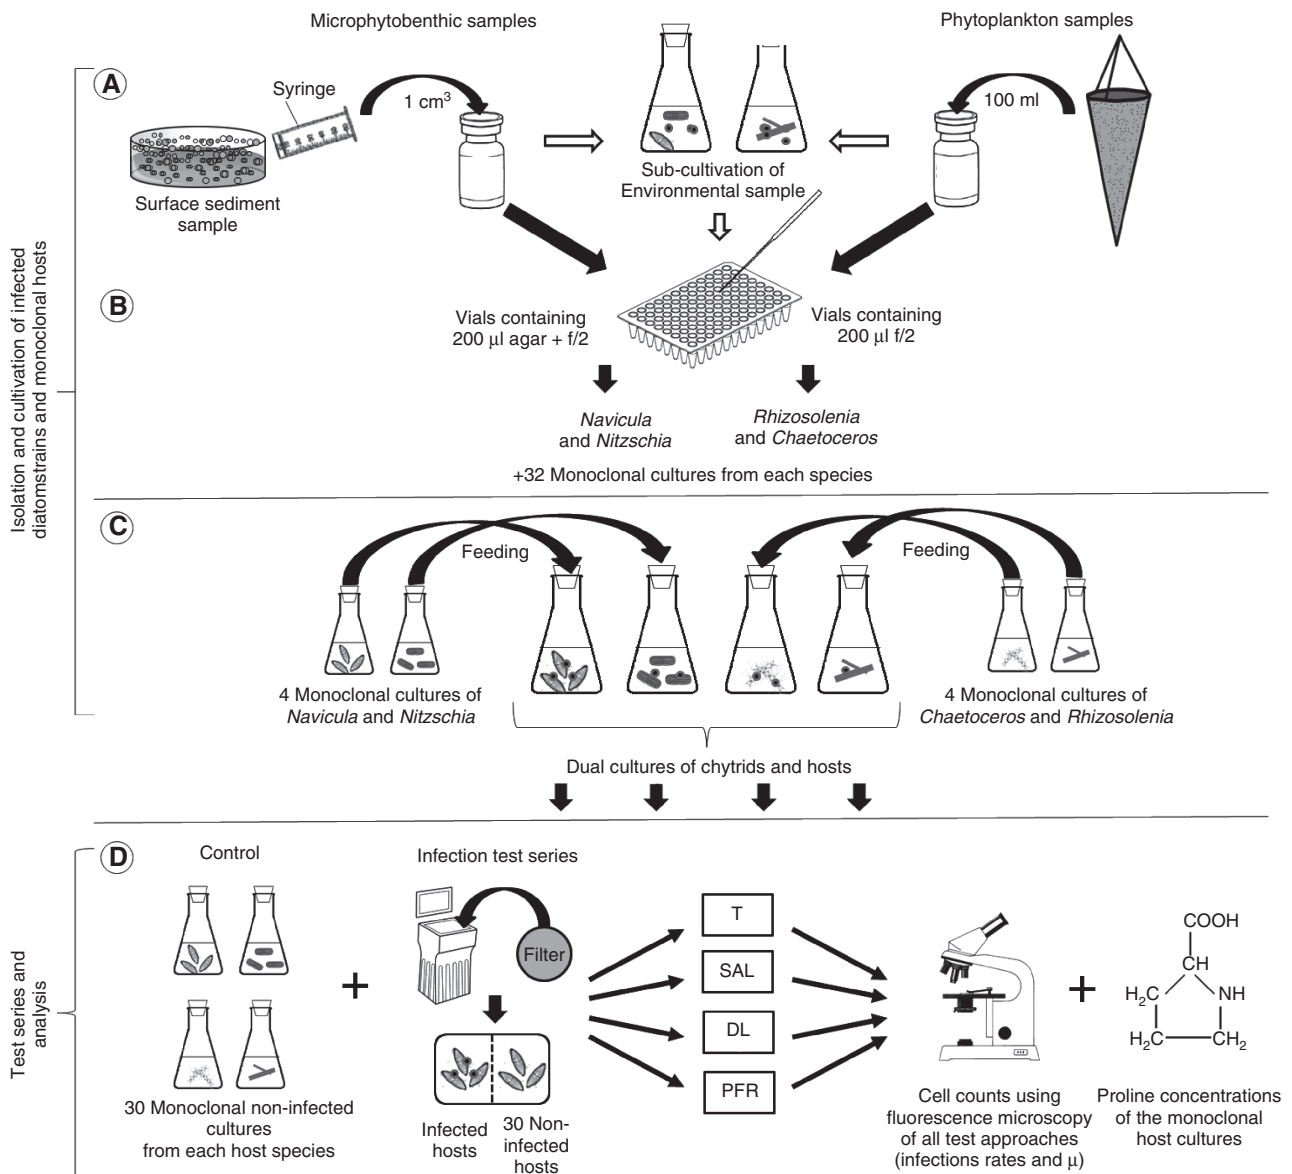 Microphytobenthic samples
Phytoplankton samples
A
Syringe
1 cm³
100 ml
Surface sediment
sample
Sub-cultivation of
Environmental sample
Isolation and cultivation of infected
diatomstrains and monoclonal hosts
B
Vials containing
200 µl agar + f/2
Vials containing
200 µl f/2
Navicula
and Nitzschia
Rhizosolenia
and Chaetoceros
+32 Monoclonal cultures from each species
C
Feeding
Feeding
4 Monoclonal cultures of
Navicula and Nitzschia
4 Monoclonal cultures of
Chaetoceros and Rhizosolenia
Dual cultures of chytrids and hosts
Test series and
analysis
D
Control
Infection test series
Filter
+
T
SAL
DL
PFR
+
COOH
CH
H₂C
NH
H₂C
CH₂
30 Monoclonal non-infected
cultures
from each host species
Infected
hosts
30 Non-
infected
hosts
Cell counts using
fluorescence microscopy
of all test approaches
(infections rates and µ)
Proline concentrations
of the monoclonal
host cultures